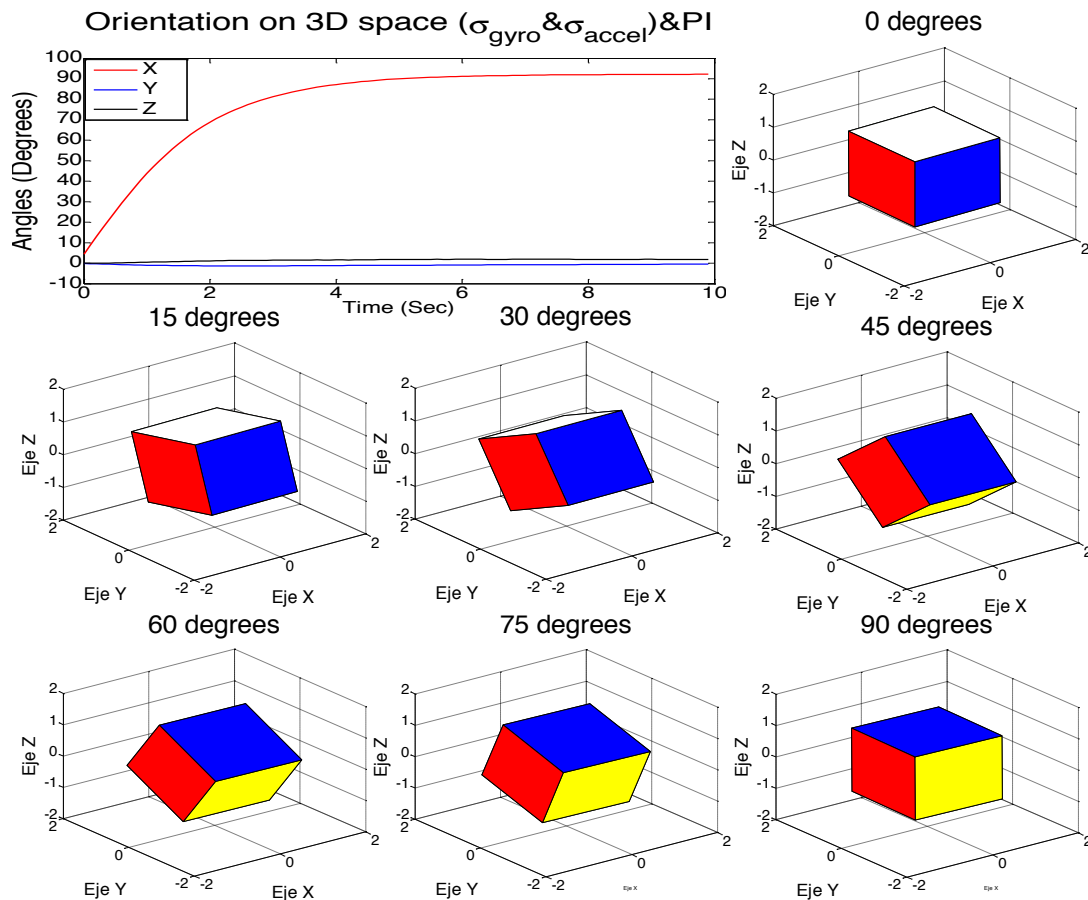 Orientation on 3D space (σgyro&σaccel)&PI
0 degrees
100
90
80
70
60
50
40
30
20
10
0
-10
Angles (Degrees)
X
Y
Z
0
2
4
6
8
10
Time (Sec)
2
1
0
-1
-2
Eje Z
2
0
-2
Eje Y
-2
0
2
Eje X
15 degrees
30 degrees
45 degrees
2
1
0
-1
-2
Eje Z
2
0
-2
Eje Y
-2
0
2
Eje X
2
1
0
-1
-2
Eje Z
2
0
-2
Eje Y
-2
0
2
Eje X
2
1
0
-1
-2
Eje Z
2
0
-2
Eje Y
-2
0
2
Eje X
60 degrees
75 degrees
90 degrees
2
1
0
-1
-2
Eje Z
2
0
-2
Eje Y
-2
0
2
Eje X
2
1
0
-1
-2
Eje Z
2
0
-2
Eje Y
-2
0
2
Eje X
2
1
0
-1
-2
Eje Z
2
0
-2
Eje Y
-2
0
2
Eje X